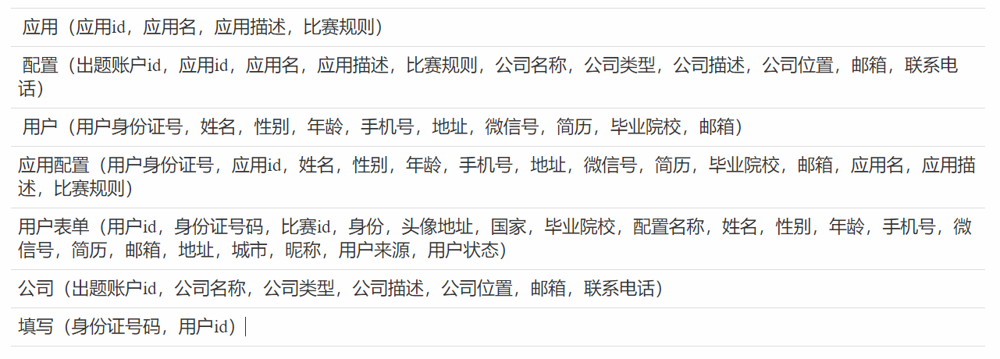 应用（应用id，应用名，应用描述，比赛规则）
配置（出题账户id，应用id，应用名，应用描述，比赛规则，公司名称，公司类型，公司描述，公司位置，邮箱，联系电
话）
用户（用户身份证号，姓名，性别，年龄，手机号，地址，微信号，简历，毕业院校，邮箱）
应用配置（用户身份证号，应用id，姓名，性别，年龄，手机号，地址，微信号，简历，毕业院校，邮箱，应用名，应用描
述，比赛规则）
用户表单（用户id，身份证号码，比赛id，身份，头像地址，国家，毕业院校，配置名称，姓名，性别，年龄，手机号，微
信号，简历，邮箱，地址，城市，昵称，用户来源，用户状态）
公司（出题账户id，公司名称，公司类型，公司描述，公司位置，邮箱，联系电话）
填写（身份证号码，用户id）